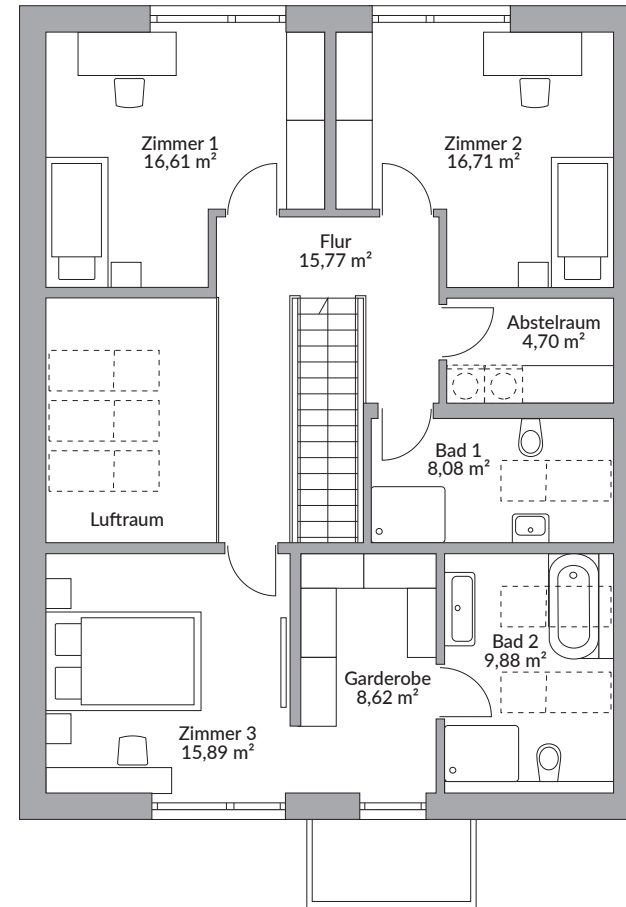 Zimmer 1
16,61 m²
Zimmer 2
16,71 m²
Flur
15,77 m²
Abstelraum
4,70 m²
Bad 1
8,08 m²
Luftraum
Bad 2
9,88 m²
Garderobe
8,62 m²
Zimmer 3
15,89 m²